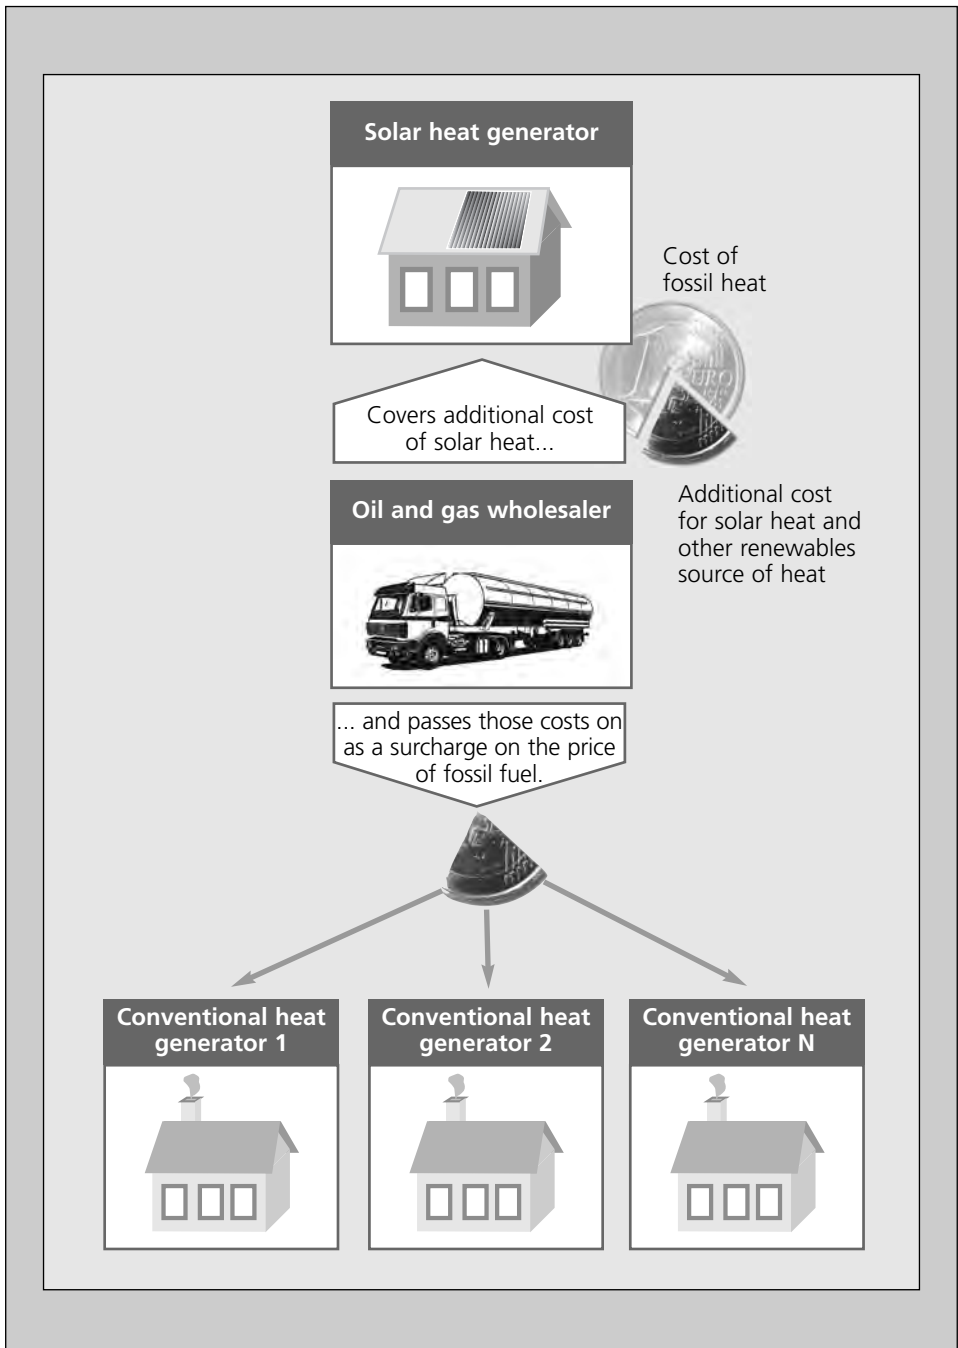 Solar heat generator
Cost of
fossil heat
1
EURO
Covers additional cost
of solar heat...
Additional cost
for solar heat and
other renewables
source of heat
Oil and gas wholesaler
... and passes those costs on
as a surcharge on the price
of fossil fuel.
Conventional heat
generator 1
Conventional heat
generator 2
Conventional heat
generator N